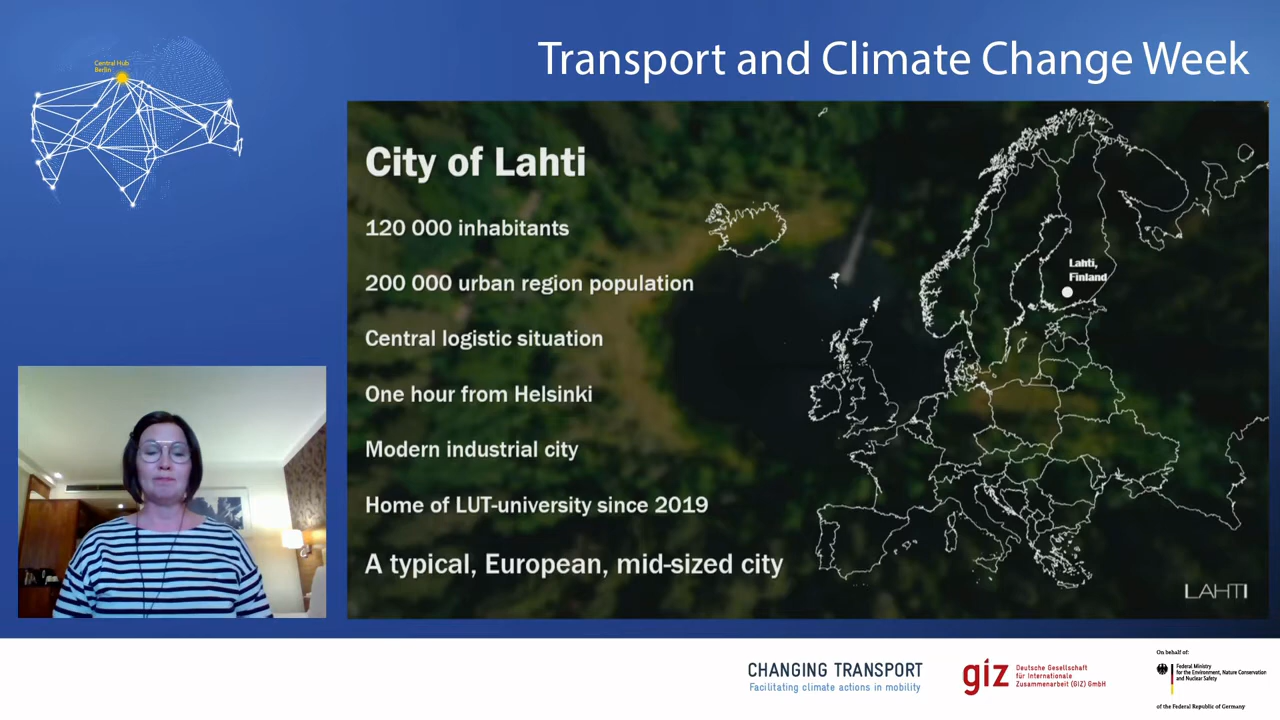 Central Hub
Berlin
Transport and Climate Change Week
City of Lahti
120 000 inhabitants
200 000 urban region population
Central logistic situation
One hour from Helsinki
Modern industrial city
Home of LUT-university since 2019
A typical, European, mid-sized city
Lahti,
Finland
LAHTI
CHANGING TRANSPORT
Facilitating climate actions in mobility
giz
Deutsche Gesellschaft
für Internationale
Zusammenarbeit (GIZ) GmbH
On behalf of:
Federal Ministry
for the Environment, Nature Conservation
and Nuclear Safety
of the Federal Republic of Germany